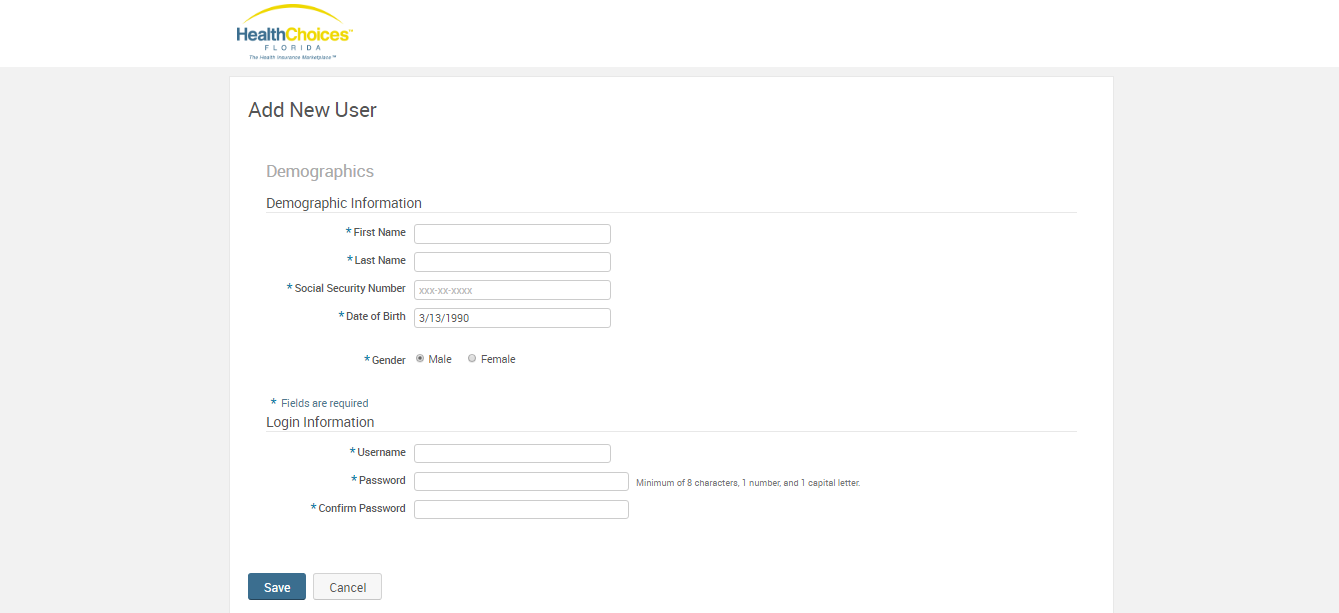 HealthChoices™
FLORIDA
The Health Insurance Marketplace™
Add New User
Demographics
Demographic Information
* First Name
* Last Name
* Social Security Number xxx-xx-xxxx
* Date of Birth 3/13/1990
* Gender Male Female
* Fields are required
Login Information
* Username
* Password Minimum of 8 characters, 1 number, and 1 capital letter.
* Confirm Password
Save Cancel